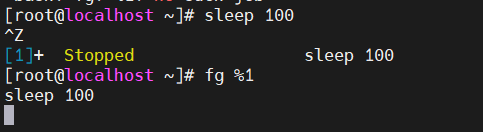 [root@localhost ~]# sleep 100
^Z
[1]+  Stopped                 sleep 100
[root@localhost ~]# fg %1
sleep 100